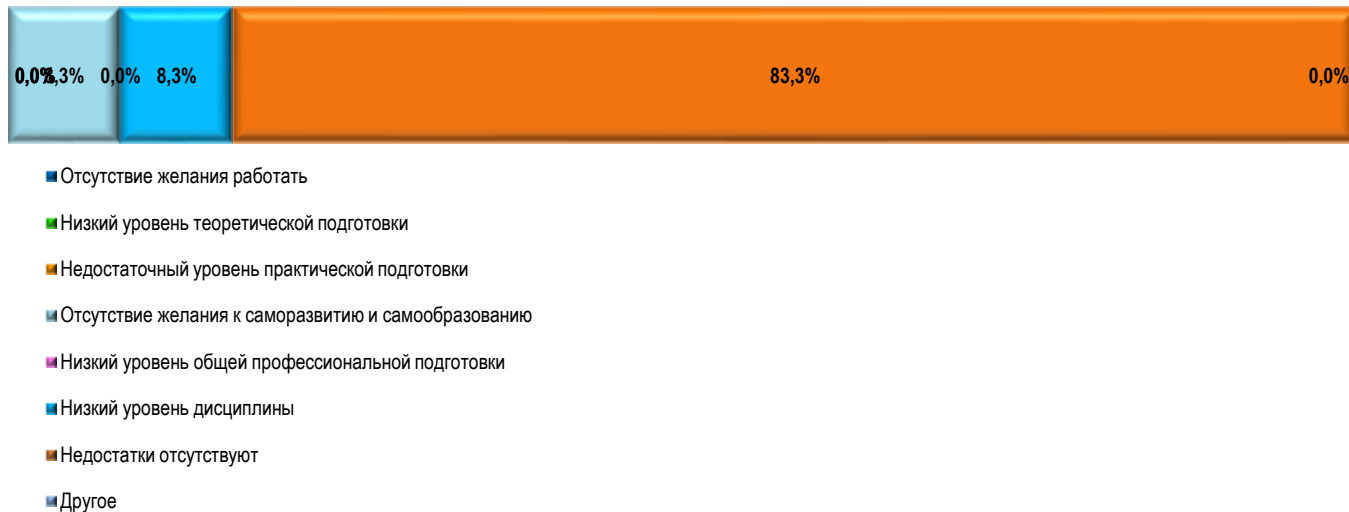 0,0% 8,3% 0,0% 8,3% 83,3% 0,0%
Отсутствие желания работать
Низкий уровень теоретической подготовки
Недостаточный уровень практической подготовки
Отсутствие желания к саморазвитию и самообразованию
Низкий уровень общей профессиональной подготовки
Низкий уровень дисциплины
Недостатки отсутствуют
Другое